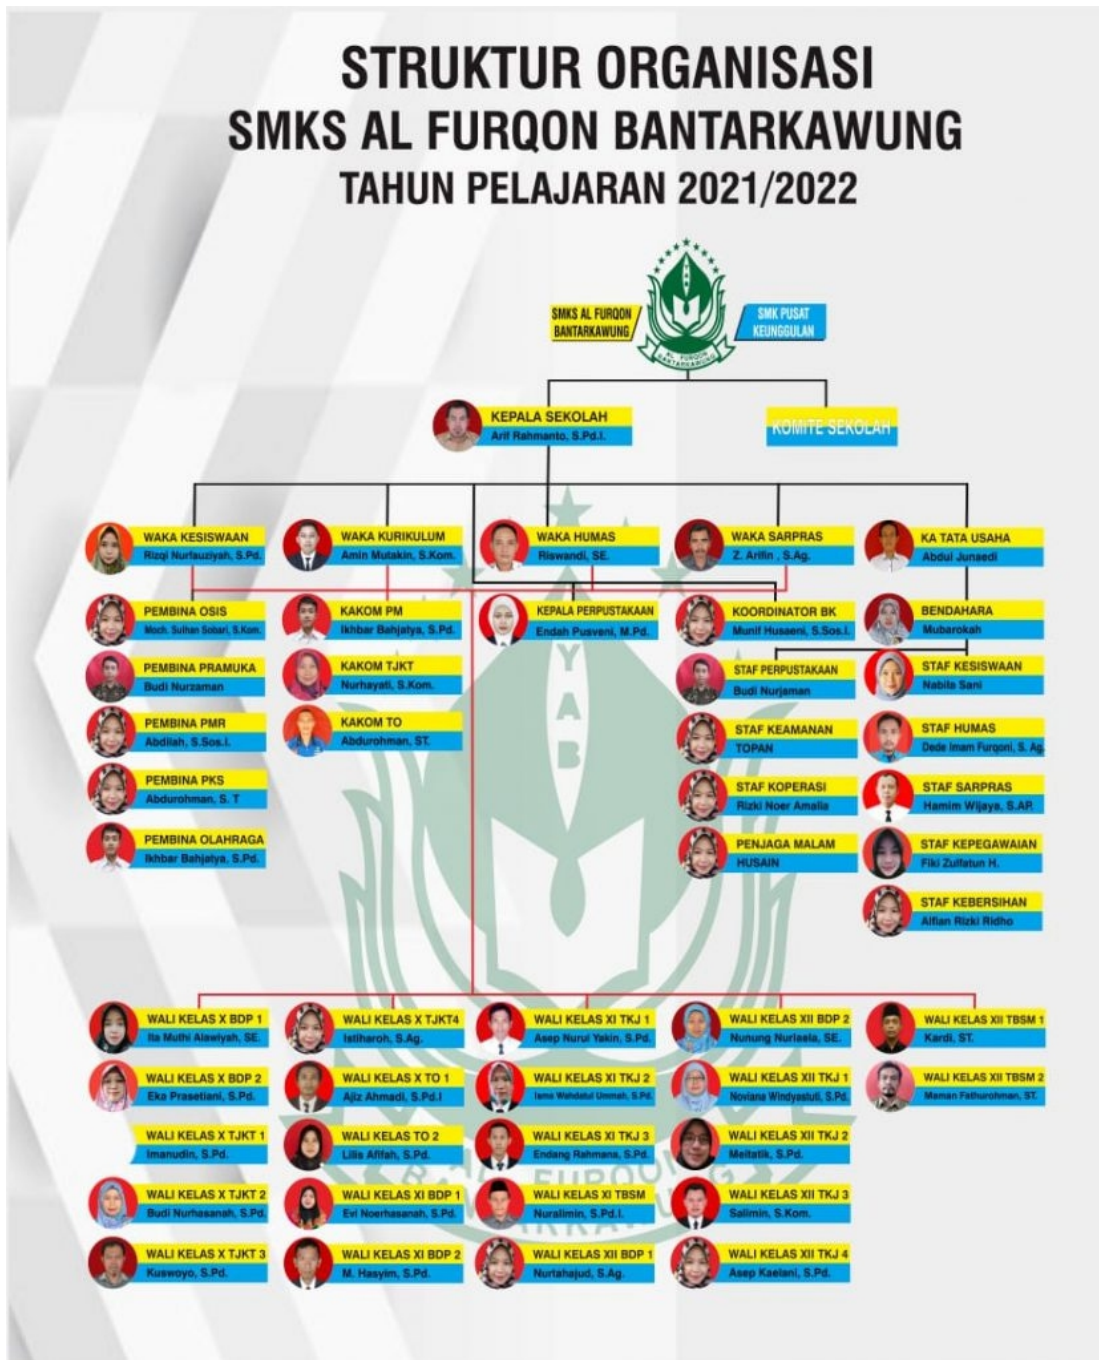 STRUKTUR ORGANISASI
SMKS AL FURQON BANTARKAWUNG
TAHUN PELAJARAN 2021/2022
SMKS AL FURQON
BANTARKAWUNG
SMK PUSAT
KEUNGGULAN
AL FURQON
BANTARKAWUNG
KEPALA SEKOLAH
Arif Rahmanto, S.Pd.I.
KOMITE SEKOLAH
WAKA KESISWAAN
Rizqi Nurfauziyah, S.Pd.
WAKA KURIKULUM
Amin Mutakin, S.Kom.
WAKA HUMAS
Riswandi, SE.
WAKA SARPRAS
Z. Arifin , S.Ag.
KA TATA USAHA
Abdul Junaedi
PEMBINA OSIS
Moch. Sulhan Sobari, S.Kom.
KAKOM PM
Ikhbar Bahjatya, S.Pd.
KEPALA PERPUSTAKAAN
Endah Pusvani, M.Pd.
KOORDINATOR BK
Munif Husaeni, S.Sos.I.
BENDAHARA
Mubarokah
PEMBINA PRAMUKA
Budi Nurzaman
KAKOM TJKT
Nurhayati, S.Kom.
STAF PERPUSTAKAAN
Budi Nurjaman
STAF KESISWAAN
Nabila Sani
PEMBINA PMR
Abdilah, S.Sos.I.
KAKOM TO
Abdurohman, ST.
STAF KEAMANAN
TOPAN
STAF HUMAS
Dede Imam Furqoni, S. Ag.
PEMBINA PKS
Abdurohman, S. T
STAF KOPERASI
Rizki Noer Amalia
STAF SARPRAS
Hamim Wijaya, S.AP.
PEMBINA OLAHRAGA
Ikhbar Bahjatya, S.Pd.
PENJAGA MALAM
HUSAIN
STAF KEPEGAWAIAN
Fiki Zulfatun H.
STAF KEBERSIHAN
Alfian Rizki Ridho
WALI KELAS X BDP 1
Ita Muthi Alawiyah, SE.
WALI KELAS X TJKT4
Istiharoh, S.Ag.
WALI KELAS XI TKJ 1
Asep Nurul Yakin, S.Pd.
WALI KELAS XII BDP 2
Nunung Nurlaela, SE.
WALI KELAS XII TBSM 1
Kardi, ST.
WALI KELAS X BDP 2
Eka Prasetiani, S.Pd.
WALI KELAS X TO 1
Ajiz Ahmadi, S.Pd.I
WALI KELAS XI TKJ 2
Isma Wahdatul Ummah, S.Pd.
WALI KELAS XII TKJ 1
Noviana Windyastuti, S.Pd.
WALI KELAS XII TBSM 2
Maman Fathurohman, ST.
WALI KELAS X TJKT 1
Imanudin, S.Pd.
WALI KELAS TO 2
Lilis Afifah, S.Pd.
WALI KELAS XI TKJ 3
Endang Rahmana, S.Pd.
WALI KELAS XII TKJ 2
Meitatik, S.Pd.
WALI KELAS X TJKT 2
Budi Nurhasanah, S.Pd.
WALI KELAS XI BDP 1
Evi Noerhasanah, S.Pd.
WALI KELAS XI TBSM
Nuralimin, S.Pd.I.
WALI KELAS XII TKJ 3
Salimin, S.Kom.
WALI KELAS X TJKT 3
Kuswoyo, S.Pd.
WALI KELAS XI BDP 2
M. Hasyim, S.Pd.
WALI KELAS XII BDP 1
Nurtahajud, S.Ag.
WALI KELAS XII TKJ 4
Asep Kaelani, S.Pd.